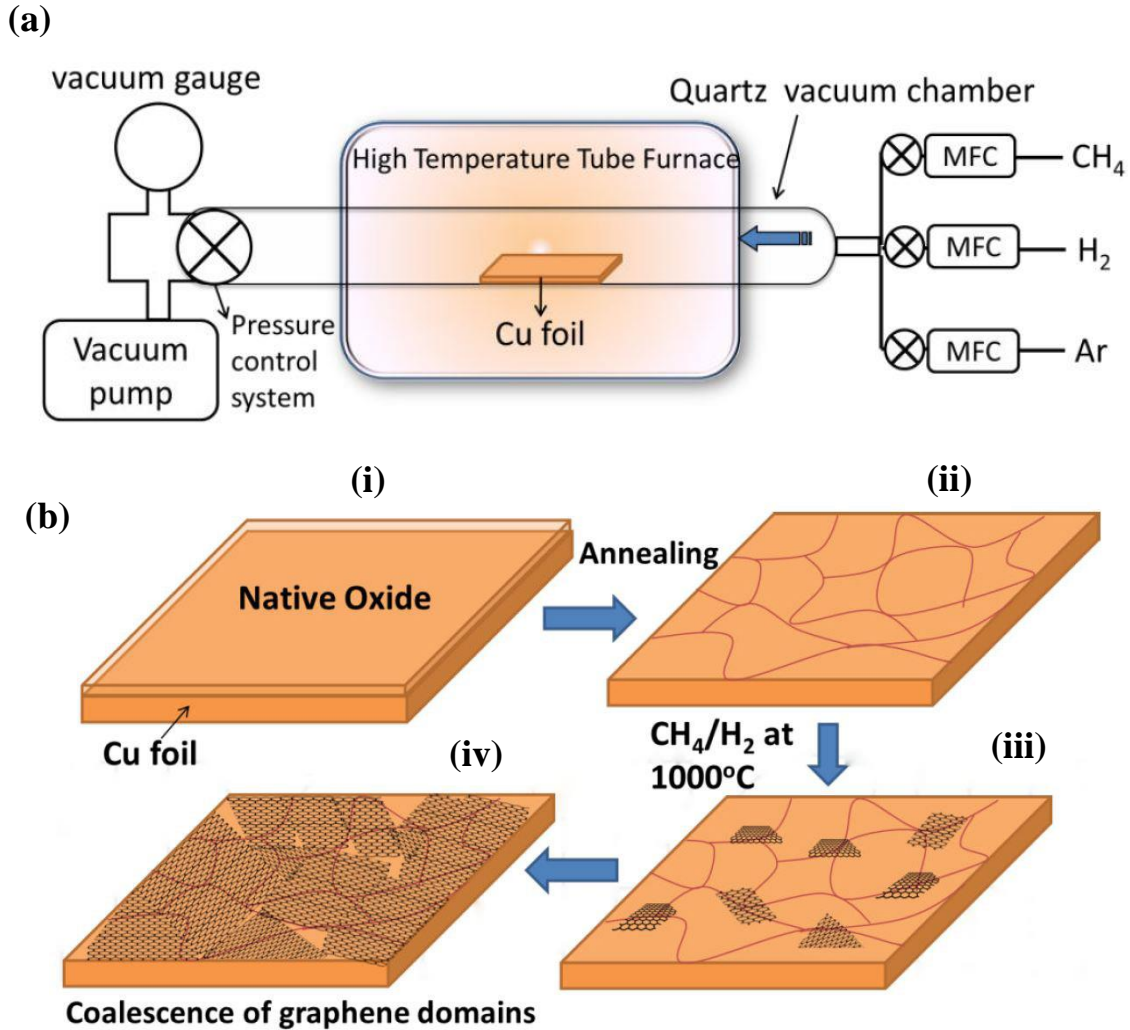 (a)
vacuum gauge
Quartz vacuum chamber
High Temperature Tube Furnace
MFC
CH₄
MFC
H₂
MFC
Ar
Cu foil
Pressure
control
system
Vacuum
pump
(b)
(i)
(ii)
Native Oxide
Annealing
Cu foil
CH₄/H₂ at
1000°C
(iii)
(iv)
Coalescence of graphene domains